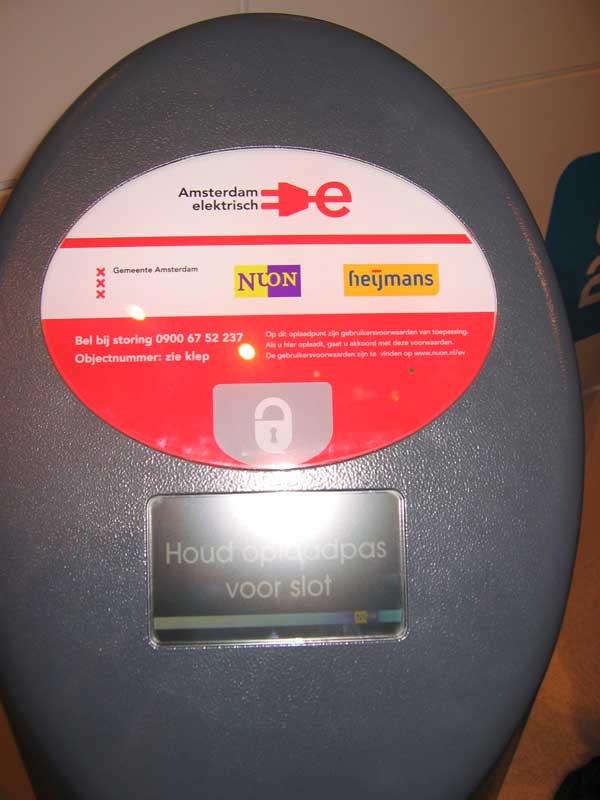 Amsterdam
elektrisch
e
Gemeente Amsterdam
NUON
heijmans
Bel bij storing 0900 67 52 237
Objectnummer: zie klep
Op dit oplaadpunt zijn gebruikersvoorwaarden van toepassing.
Als u hier oplaadt, gaat u akkoord met deze voorwaarden.
De gebruikersvoorwaarden zijn te vinden op www.nuon.nl/ev
Houd oplaadpas
voor slot